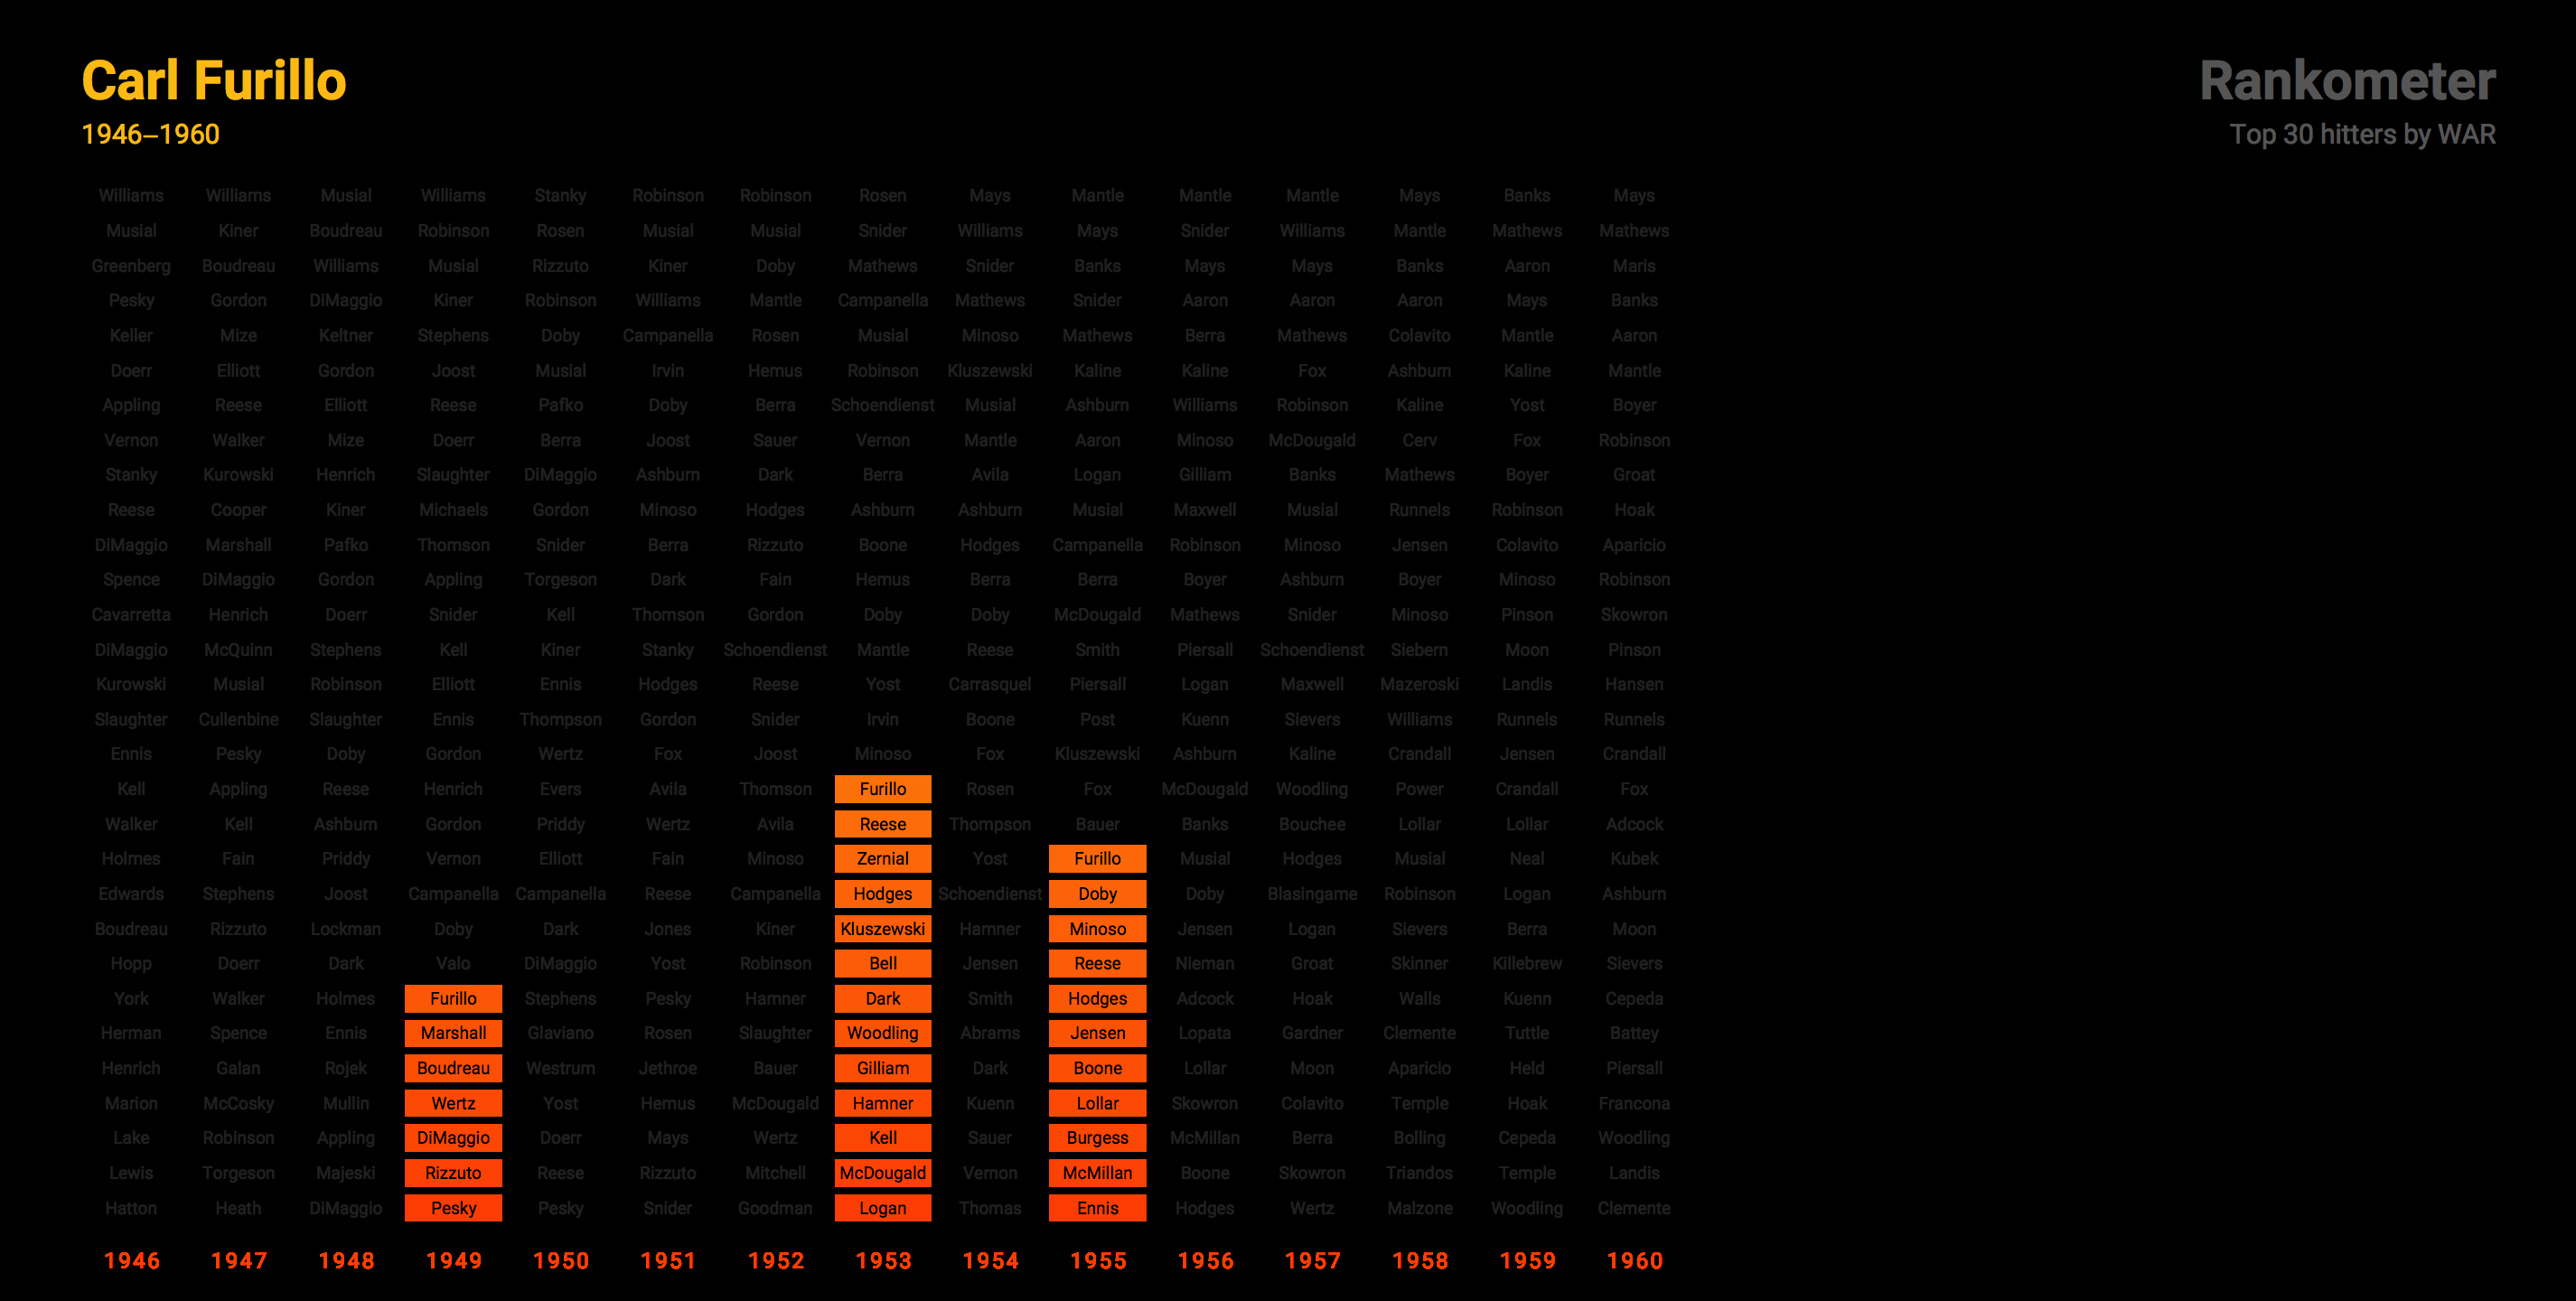 Carl Furillo
1946–1960
Rankometer
Top 30 hitters by WAR
Williams Williams Musial Williams Stanky Robinson Robinson Rosen Mays Mantle Mantle Mantle Mays Banks Mays
Musial Kiner Boudreau Robinson Rosen Musial Musial Snider Williams Mays Snider Williams Mantle Mathews Mathews
Greenberg Boudreau Williams Musial Rizzuto Kiner Doby Mathews Snider Banks Mays Mays Banks Aaron Maris
Pesky Gordon DiMaggio Kiner Robinson Williams Mantle Campanella Mathews Snider Aaron Aaron Aaron Mays Banks
Keller Mize Keltner Stephens Doby Campanella Rosen Musial Minoso Mathews Berra Mathews Colavito Mantle Aaron
Doerr Elliott Gordon Joost Musial Irvin Hemus Robinson Kluszewski Kaline Kaline Fox Ashburn Kaline Mantle
Appling Reese Elliott Reese Pafko Doby Berra Schoendienst Musial Ashburn Williams Robinson Kaline Yost Boyer
Vernon Walker Mize Doerr Berra Joost Sauer Vernon Mantle Aaron Minoso McDougald Cerv Fox Robinson
Stanky Kurowski Henrich Slaughter DiMaggio Ashburn Dark Berra Avila Logan Gilliam Banks Mathews Boyer Groat
Reese Cooper Kiner Michaels Gordon Minoso Hodges Ashburn Ashburn Musial Maxwell Musial Runnels Robinson Hoak
DiMaggio Marshall Pafko Thomson Snider Berra Rizzuto Boone Hodges Campanella Robinson Minoso Jensen Colavito Aparicio
Spence DiMaggio Gordon Appling Torgeson Dark Fain Hemus Berra Berra Boyer Ashburn Boyer Minoso Robinson
Cavarretta Henrich Doerr Snider Kell Thomson Gordon Doby Doby McDougald Mathews Snider Minoso Pinson Skowron
DiMaggio McQuinn Stephens Kell Kiner Stanky Schoendienst Mantle Reese Smith Piersall Schoendienst Siebern Moon Pinson
Kurowski Musial Robinson Elliott Ennis Hodges Reese Yost Carrasquel Piersall Logan Maxwell Mazeroski Landis Hansen
Slaughter Cullenbine Slaughter Ennis Thompson Gordon Snider Irvin Boone Post Kuenn Sievers Williams Runnels Runnels
Ennis Pesky Doby Gordon Wertz Fox Joost Minoso Fox Kluszewski Ashburn Kaline Crandall Jensen Crandall
Kell Appling Reese Henrich Evers Avila Thomson Furillo Rosen Fox McDougald Woodling Power Crandall Fox
Walker Kell Ashburn Gordon Priddy Wertz Avila Reese Thompson Bauer Banks Bouchee Lollar Lollar Adcock
Holmes Fain Priddy Vernon Elliott Fain Minoso Zernial Yost Furillo Musial Hodges Musial Neal Kubek
Edwards Stephens Joost Campanella Campanella Reese Campanella Hodges Schoendienst Doby Doby Blasingame Robinson Logan Ashburn
Boudreau Rizzuto Lockman Doby Dark Jones Kiner Kluszewski Hamner Minoso Jensen Logan Sievers Berra Moon
Hopp Doerr Dark Valo DiMaggio Yost Robinson Bell Jensen Reese Nieman Groat Skinner Killebrew Sievers
York Walker Holmes Furillo Stephens Pesky Hamner Dark Smith Hodges Adcock Hoak Walls Kuenn Cepeda
Herman Spence Ennis Marshall Glaviano Rosen Slaughter Woodling Abrams Jensen Lopata Gardner Clemente Tuttle Battey
Henrich Galan Rojek Boudreau Westrum Jethroe Bauer Gilliam Dark Boone Lollar Moon Aparicio Held Piersall
Marion McCosky Mullin Wertz Yost Hemus McDougald Hamner Kuenn Lollar Skowron Colavito Temple Hoak Francona
Lake Robinson Appling DiMaggio Doerr Mays Wertz Kell Sauer Burgess McMillan Berra Bolling Cepeda Woodling
Lewis Torgeson Majeski Rizzuto Reese Rizzuto Mitchell McDougald Vernon McMillan Boone Skowron Triandos Temple Landis
Hatton Heath DiMaggio Pesky Pesky Snider Goodman Logan Thomas Ennis Hodges Wertz Malzone Woodling Clemente
1946 1947 1948 1949 1950 1951 1952 1953 1954 1955 1956 1957 1958 1959 1960